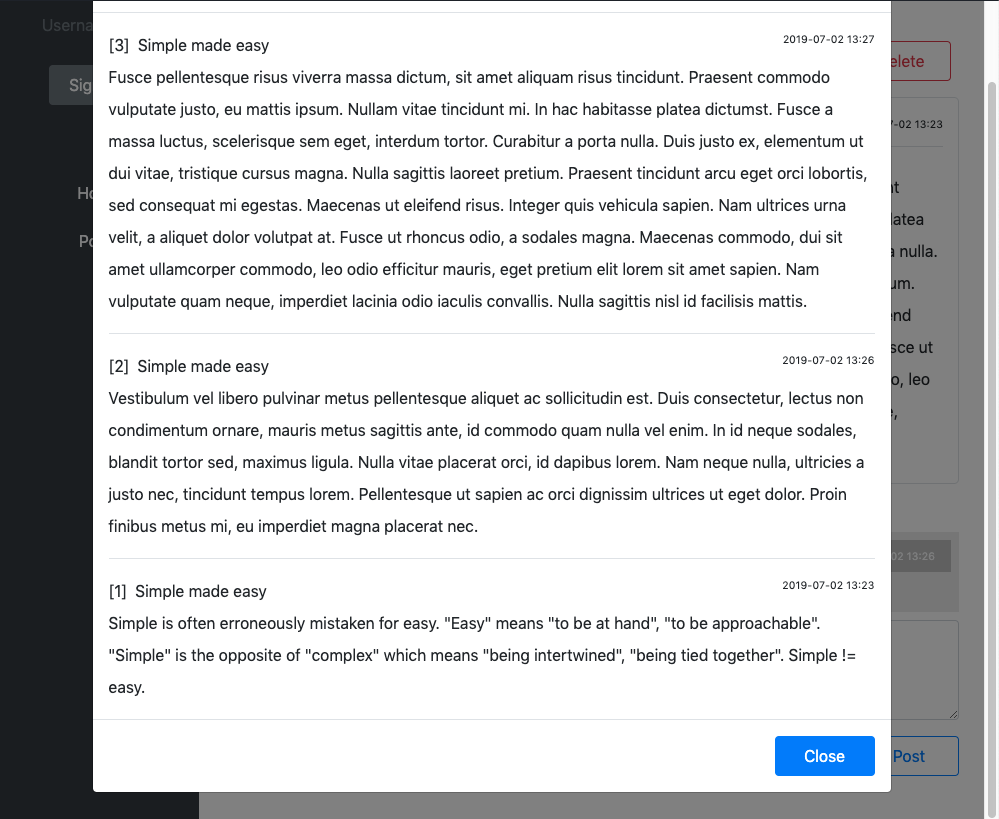 [3] Simple made easy
2019-07-02 13:27
Fusce pellentesque risus viverra massa dictum, sit amet aliquam risus tincidunt. Praesent commodo
vulputate justo, eu mattis ipsum. Nullam vitae tincidunt mi. In hac habitasse platea dictumst. Fusce a
massa luctus, scelerisque sem eget, interdum tortor. Curabitur a porta nulla. Duis justo ex, elementum ut
dui vitae, tristique cursus magna. Nulla sagittis laoreet pretium. Praesent tincidunt arcu eget orci lobortis,
sed consequat mi egestas. Maecenas ut eleifend risus. Integer quis vehicula sapien. Nam ultrices urna
velit, a aliquet dolor volutpat at. Fusce ut rhoncus odio, a sodales magna. Maecenas commodo, dui sit
amet ullamcorper commodo, leo odio efficitur mauris, eget pretium elit lorem sit amet sapien. Nam
vulputate quam neque, imperdiet lacinia odio iaculis convallis. Nulla sagittis nisl id facilisis mattis.
[2] Simple made easy
2019-07-02 13:26
Vestibulum vel libero pulvinar metus pellentesque aliquet ac sollicitudin est. Duis consectetur, lectus non
condimentum ornare, mauris metus sagittis ante, id commodo quam nulla vel enim. In id neque sodales,
blandit tortor sed, maximus ligula. Nulla vitae placerat orci, id dapibus lorem. Nam neque nulla, ultricies a
justo nec, tincidunt tempus lorem. Pellentesque ut sapien ac orci dignissim ultrices ut eget dolor. Proin
finibus metus mi, eu imperdiet magna placerat nec.
[1] Simple made easy
2019-07-02 13:23
Simple is often erroneously mistaken for easy. "Easy" means "to be at hand", "to be approachable".
"Simple" is the opposite of "complex" which means "being intertwined", "being tied together". Simple !=
easy.
Close
Userna
Sig
Ho
Po
elete
-02 13:23
nt
latea
a nulla.
um.
end
sce ut
o, leo
02 13:26
Post